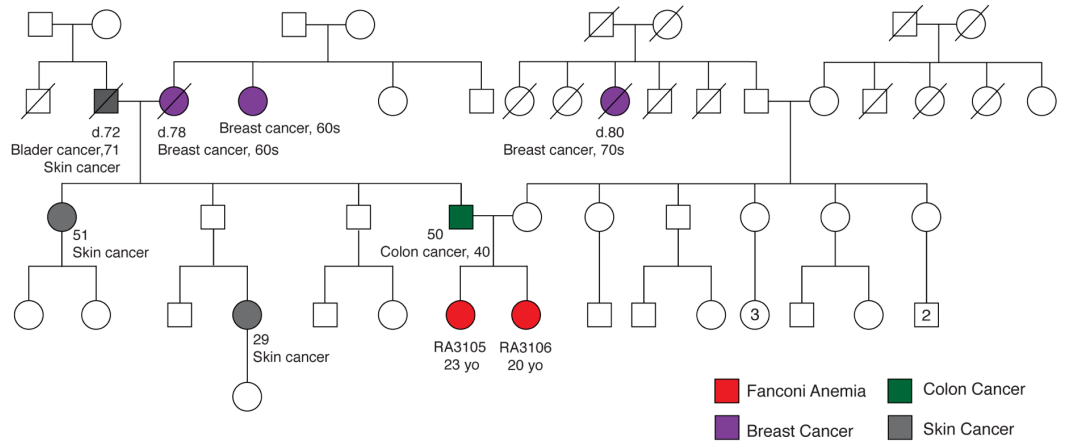 d.72
Blader cancer,71
Skin cancer
d.78
Breast cancer, 60s
Breast cancer, 60s
d.80
Breast cancer, 70s
51
Skin cancer
50
Colon cancer, 40
29
Skin cancer
RA3105
23 yo
RA3106
20 yo
3
2
Fanconi Anemia
Colon Cancer
Breast Cancer
Skin Cancer